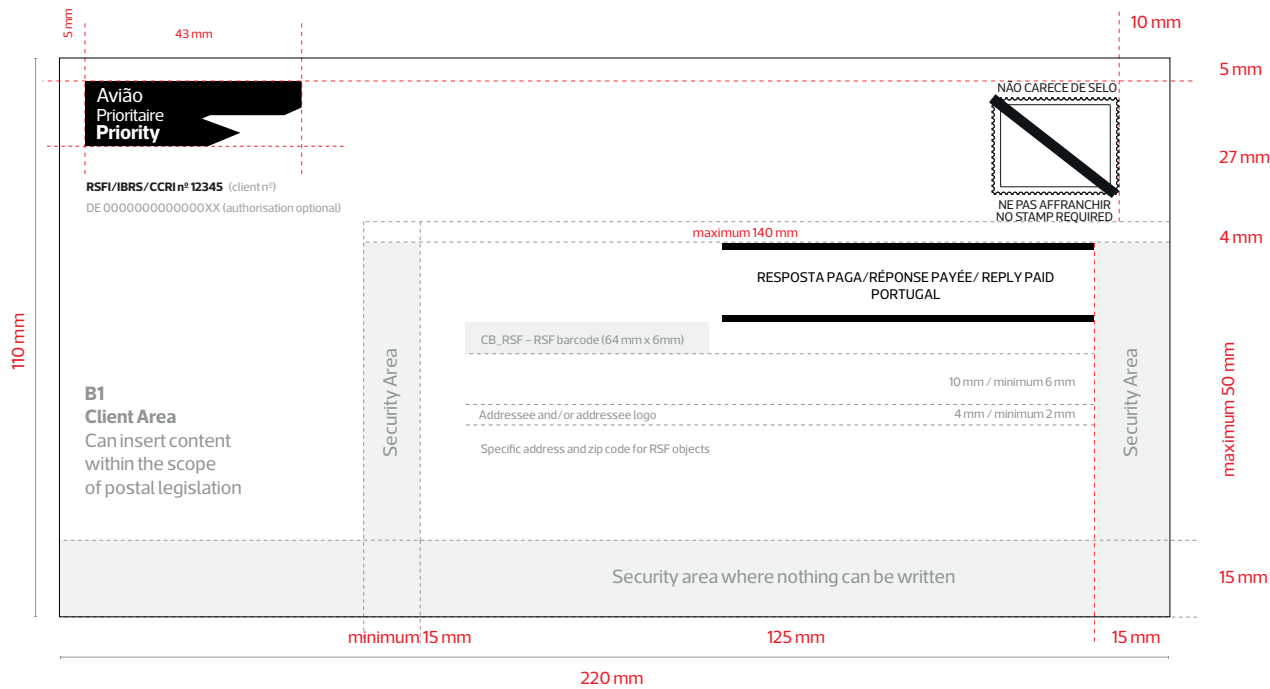 5 mm
43 mm
10 mm
5 mm
Avião
Prioritaire
Priority
NÃO CARECE DE SELO
27 mm
RSFI/IBRS/CCRI nº 12345 (client nº)
DE 0000000000000XX (authorisation optional)
NE PAS AFFRANCHIR
NO STAMP REQUIRED
maximum 140 mm
4 mm
RESPOSTA PAGA/RÉPONSE PAYÉE/ REPLY PAID
PORTUGAL
110 mm
CB_RSF – RSF barcode (64 mm x 6mm)
Security Area
Security Area
maximum 50 mm
10 mm / minimum 6 mm
B1
Client Area
Can insert content
within the scope
of postal legislation
Addressee and/or addressee logo
4 mm / minimum 2 mm
Specific address and zip code for RSF objects
Security area where nothing can be written
15 mm
minimum 15 mm
125 mm
15 mm
220 mm